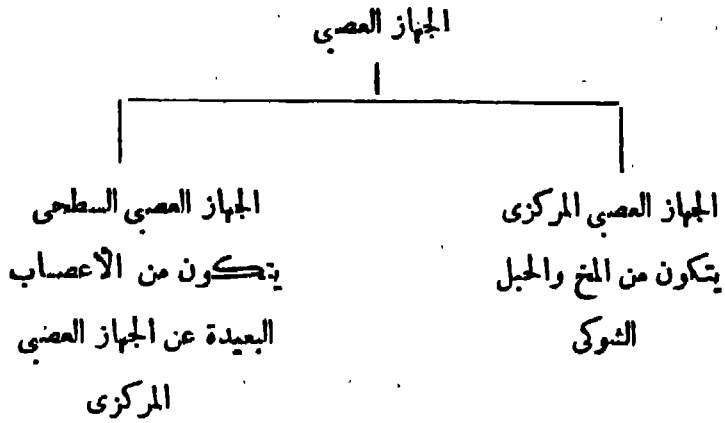 الجهاز العصبى
الجهاز العصبى المركزى
يتكون من المخ والحبل
الشوكى
الجهاز العصبى السطحى
يتكون من الأعصاب
البعيدة عن الجهاز العصبى
المركزى